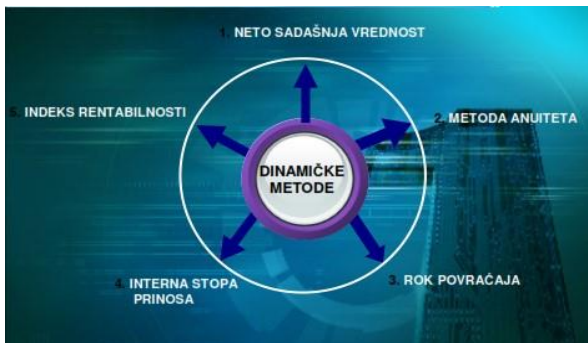 1. NETO SADAŠNJA VREDNOST
2. METODA ANUITETA
3. ROK POVRAĆAJA
4. INTERNA STOPA
PRINOSA
5. INDEKS RENTABILNOSTI
DINAMIČKE
METODE